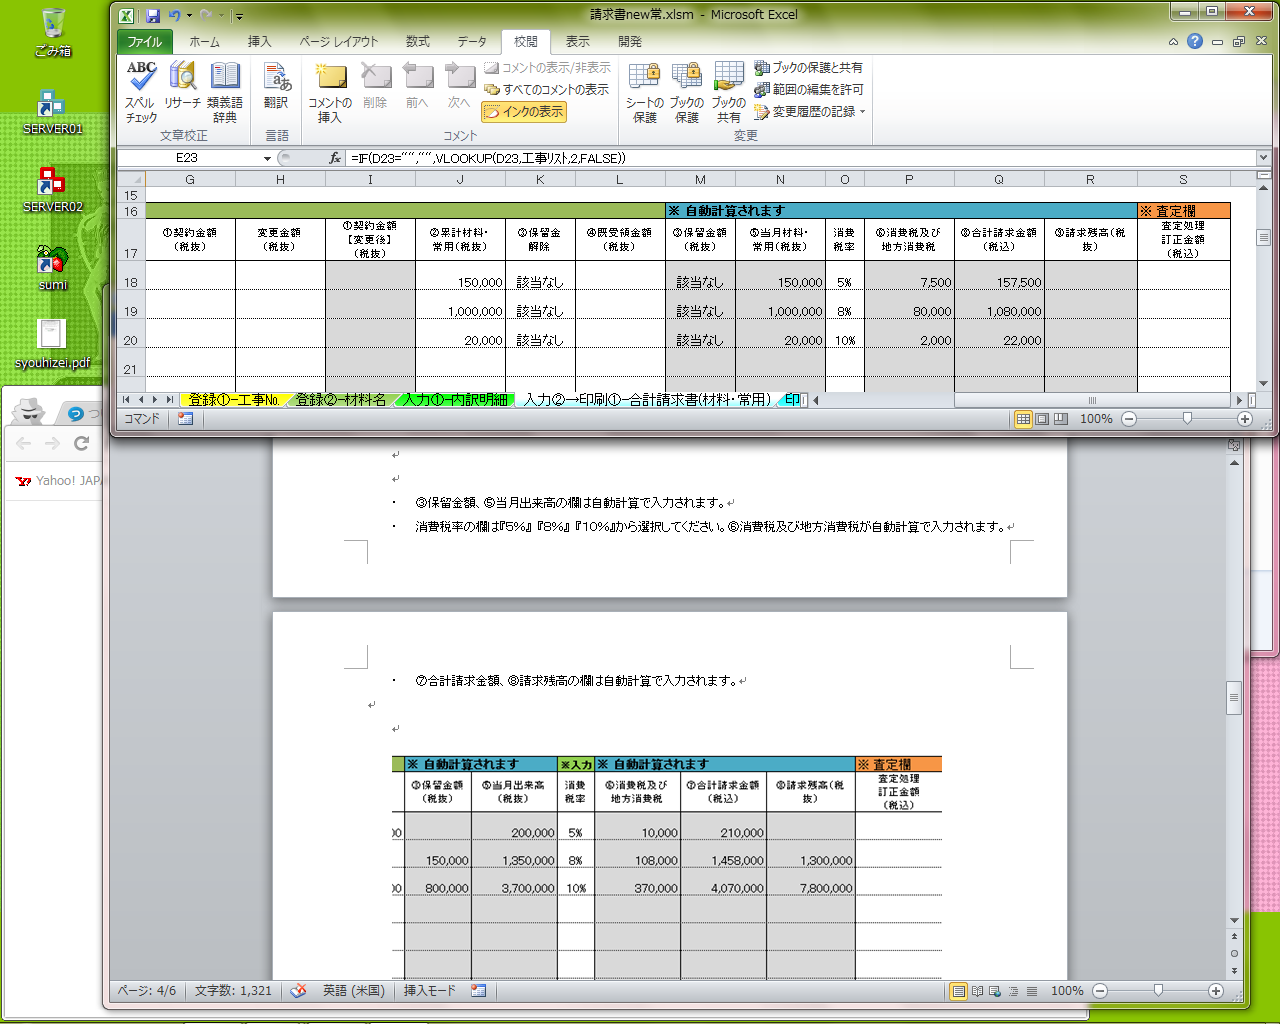 ごみ箱
SERVER01
SERVER02
sumi
syouhizei.pdf
請求書new常.xlsm - Microsoft Excel
ファイル ホーム 挿入 ページ レイアウト 数式 データ 校閲 表示 開発
ABC
スペル チェック
リサーチ
類義語 辞典
翻訳
コメントの 挿入
削除
前へ
次へ
コメントの表示/非表示
すべてのコメントの表示
インクの表示
シートの 保護
ブックの 保護
ブックの 共有
ブックの保護と共有
範囲の編集を許可
変更履歴の記録
文章校正 言語 コメント 変更
E23 fx =IF(D23="","",VLOOKUP(D23,工事リスト,2,FALSE))
G H I J K L M N O P Q R S
15
16 ※ 自動計算されます ※ 査定欄
17 ①契約金額 (税抜) 変更金額 (税抜) ①契約金額 【変更後】 (税抜) ②累計材料・ 常用(税抜) ③保留金 解除 ④既受領金額 (税抜) ③保留金額 (税抜) ⑤当月材料・ 常用(税抜) 消費 税率 ⑥消費税及び 地方消費税 ⑦合計請求金額 (税込) ⑧請求残高(税 抜) 査定処理 訂正金額 (税込)
18 150,000 該当なし 該当なし 150,000 5% 7,500 157,500
19 1,000,000 該当なし 該当なし 1,000,000 8% 80,000 1,080,000
20 20,000 該当なし 該当なし 20,000 10% 2,000 22,000
21
登録①-工事No. 登録②-材料名 入力①-内訳明細 入力②→印刷①-合計請求書(材料・常用) 印
コマンド 100%
Yahoo! JAPA
・ ③保留金額、⑤当月出来高の欄は自動計算で入力されます。
・ 消費税率の欄は『5%』『8%』『10%』から選択してください。⑥消費税及び地方消費税が自動計算で入力されます。
・ ⑦合計請求金額、⑧請求残高の欄は自動計算で入力されます。
※ 自動計算されます ※入力 ※ 自動計算されます ※ 査定欄
③保留金額 (税抜) ⑤当月出来高 (税抜) 消費 税率 ⑥消費税及び 地方消費税 ⑦合計請求金額 (税込) ⑧請求残高(税 抜) 査定処理 訂正金額 (税込)
200,000 5% 10,000 210,000
150,000 1,350,000 8% 108,000 1,458,000 1,300,000
800,000 3,700,000 10% 370,000 4,070,000 7,800,000
ページ: 4/6 文字数: 1,321 英語 (米国) 挿入モード 100%